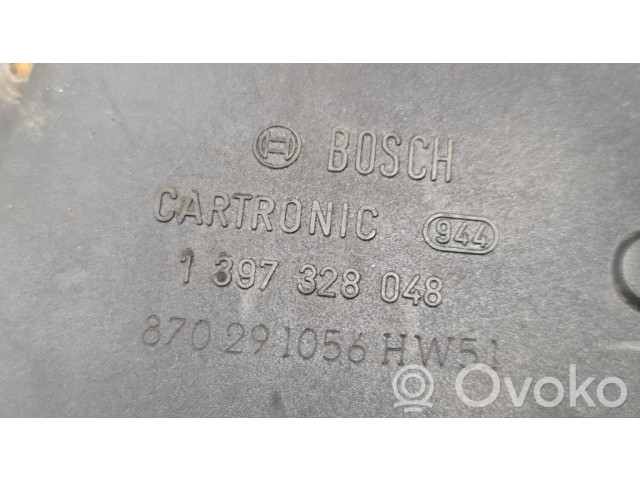 BOSCH
CARTRONIC 944
1 397 328 048
870 291056 HW51
Ovoko